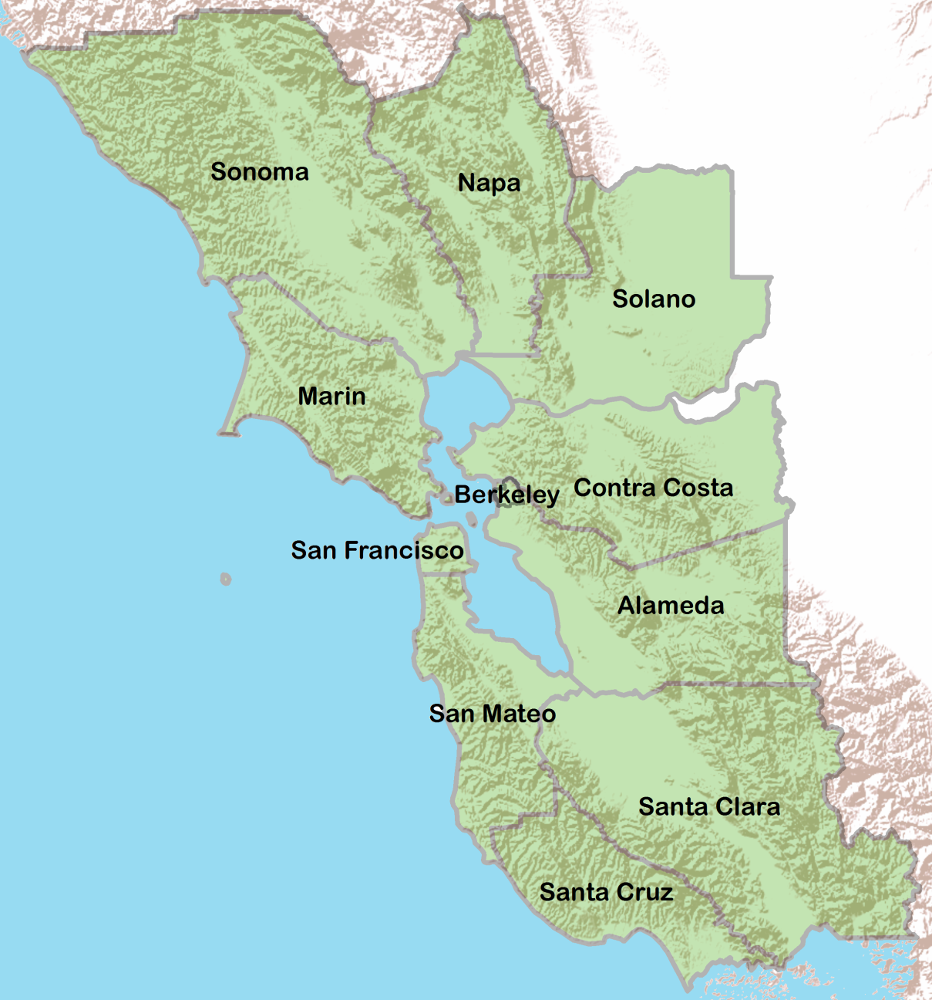 Sonoma
Napa
Solano
Marin
Berkeley
Contra Costa
San Francisco
Alameda
San Mateo
Santa Clara
Santa Cruz